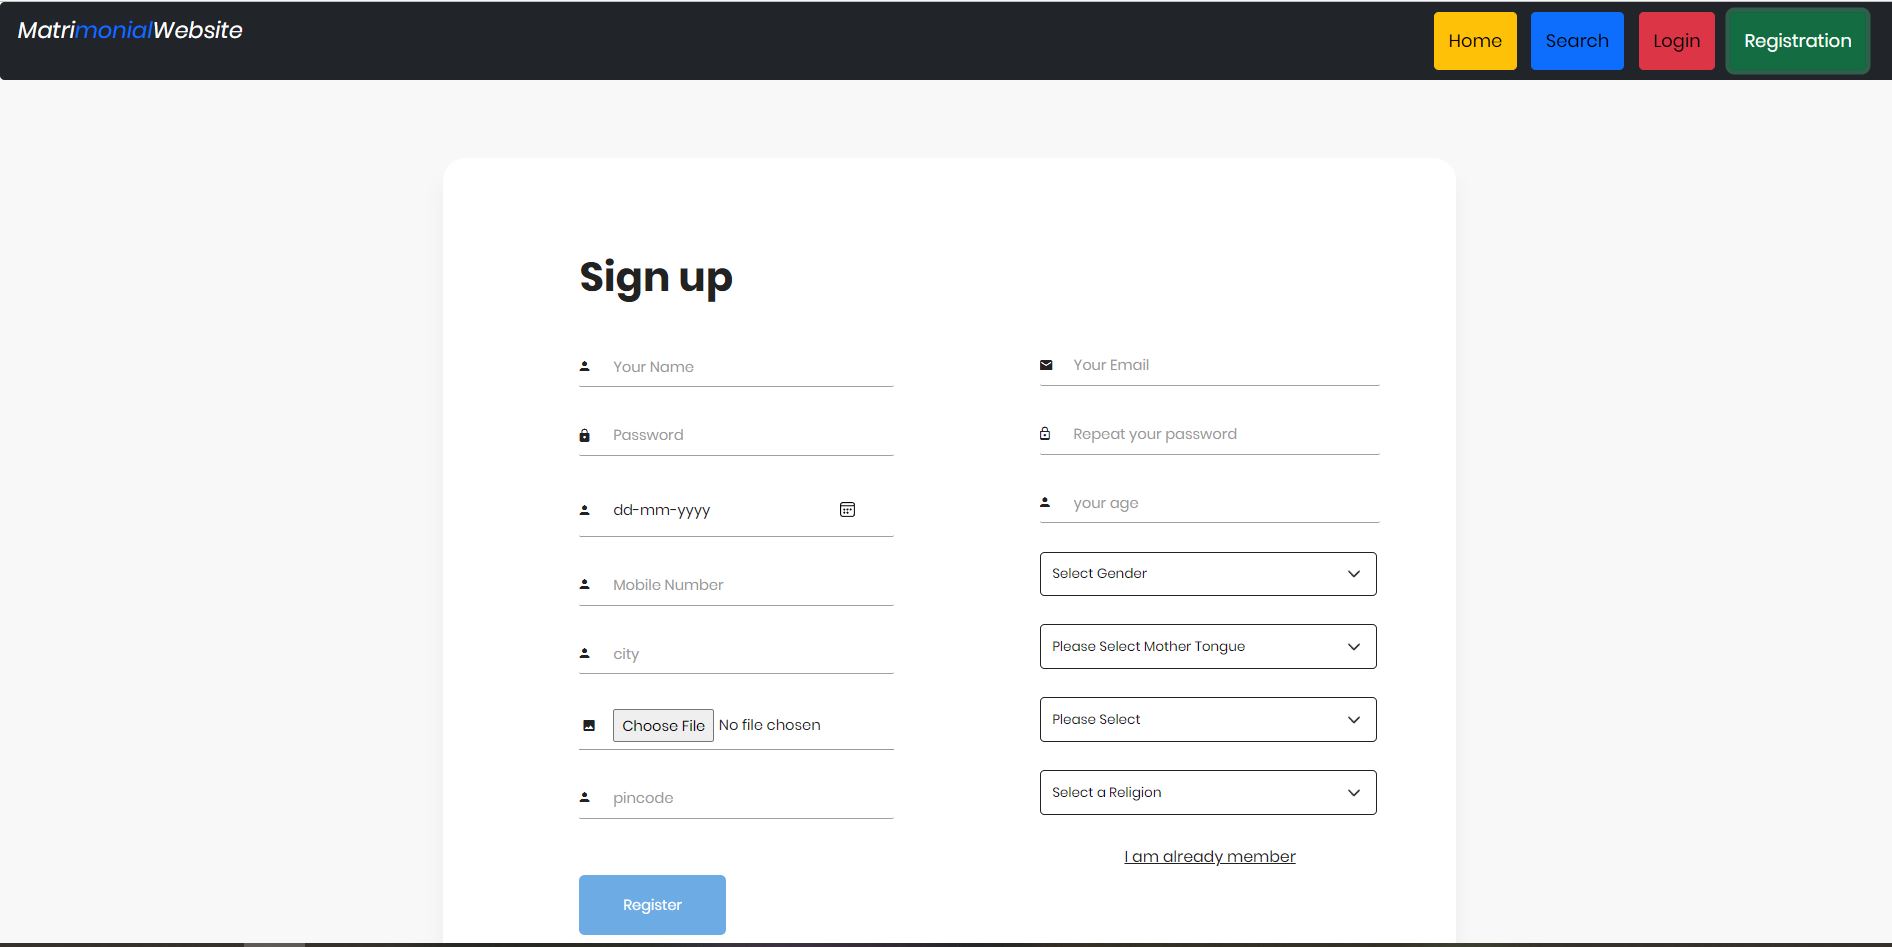 MatrimonialWebsite
Home Search Login Registration
Sign up
Your Name
Your Email
Password
Repeat your password
dd-mm-yyyy
your age
Mobile Number
Select Gender
city
Please Select Mother Tongue
Choose File No file chosen
Please Select
pincode
Select a Religion
I am already member
Register